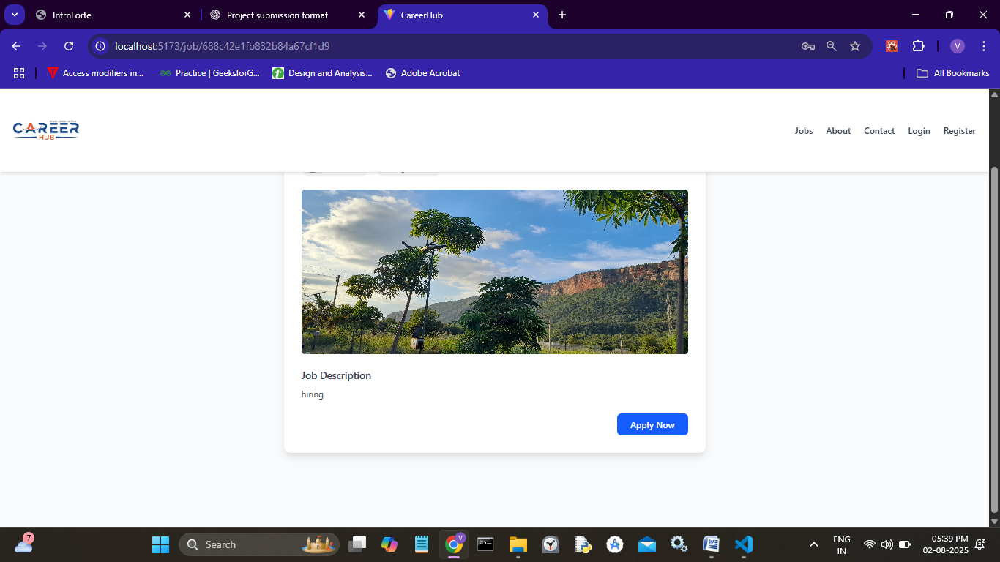 IntrnForte
Project submission format
CareerHub
localhost:5173/job/688c42e1fb832b84a67cf1d9
V
Access modifiers in...
Practice | GeeksforG...
Design and Analysis...
Adobe Acrobat
All Bookmarks
CAREER
HUB
Jobs
About
Contact
Login
Register
Job Description
hiring
Apply Now
7
Search
V
ENG
IN
05:39 PM
02-08-2025